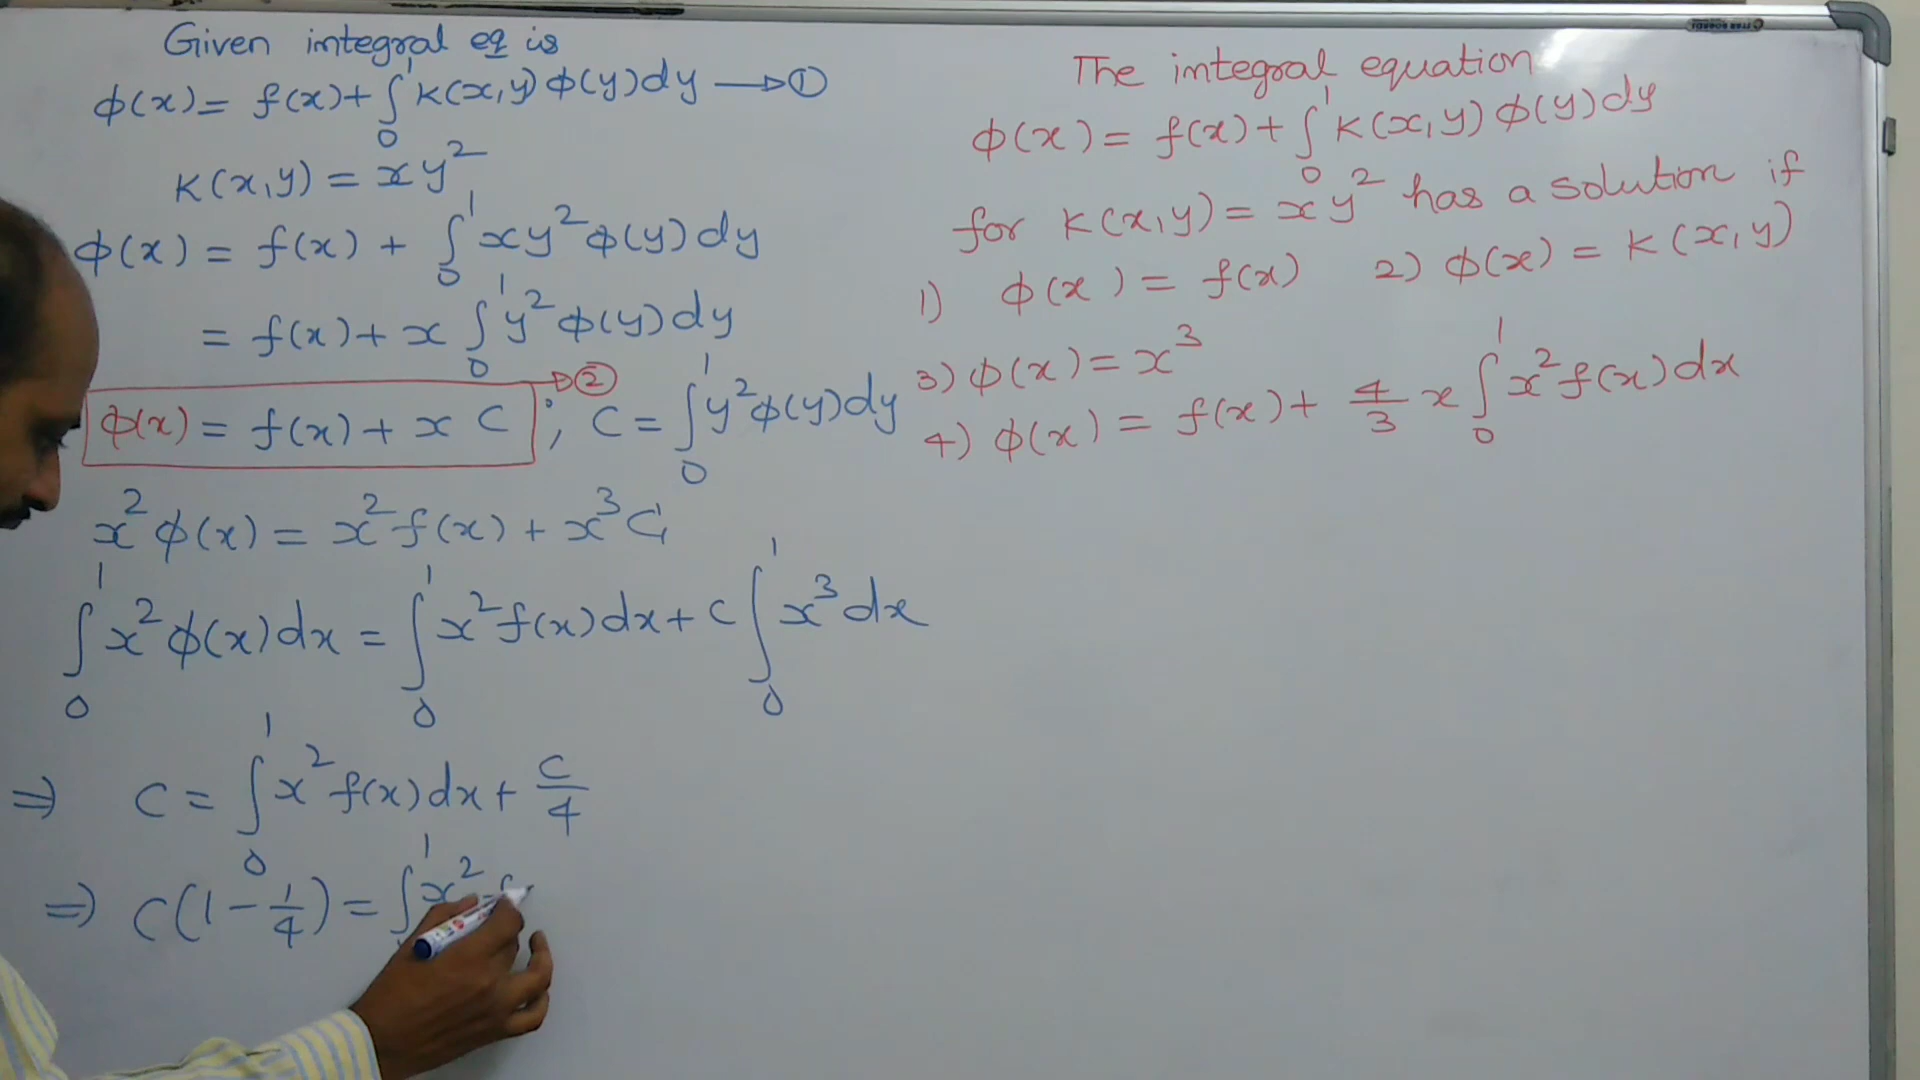 Given integral eq is
ϕ(x) = f(x) + ∫₀¹ K(x,y) ϕ(y) dy → ①
K(x,y) = xy²
ϕ(x) = f(x) + ∫₀¹ xy² ϕ(y) dy
= f(x) + x ∫₀¹ y² ϕ(y) dy
ϕ(x) = f(x) + x C → ② ; C = ∫₀¹ y² ϕ(y) dy
x² ϕ(x) = x² f(x) + x³ C
∫₀¹ x² ϕ(x) dx = ∫₀¹ x² f(x) dx + C ∫₀¹ x³ dx
⇒ C = ∫₀¹ x² f(x) dx + C/4
⇒ C(1 - 1/4) = ∫ x²
The integral equation
ϕ(x) = f(x) + ∫₀¹ K(x,y) ϕ(y) dy
for K(x,y) = xy² has a solution if
1) ϕ(x) = f(x) 2) ϕ(x) = K(x,y)
3) ϕ(x) = x³
4) ϕ(x) = f(x) + 4/3 x ∫₀¹ x² f(x) dx